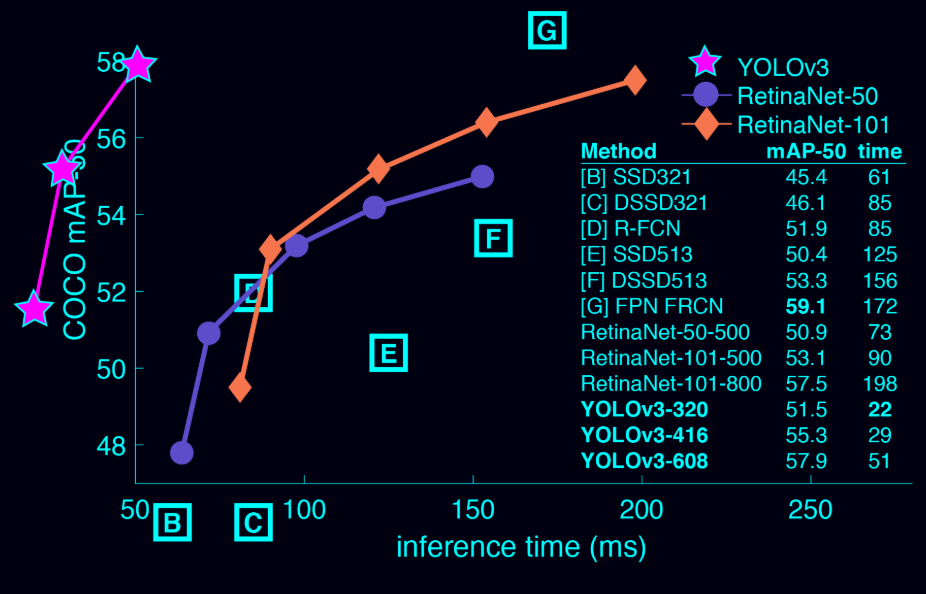 G
58
YOLOv3
RetinaNet-50
RetinaNet-101
56
COCO mAP-50
Method mAP-50 time
[B] SSD321 45.4 61
[C] DSSD321 46.1 85
[D] R-FCN 51.9 85
[E] SSD513 50.4 125
[F] DSSD513 53.3 156
[G] FPN FRCN 59.1 172
RetinaNet-50-500 50.9 73
RetinaNet-101-500 53.1 90
RetinaNet-101-800 57.5 198
YOLOv3-320 51.5 22
YOLOv3-416 55.3 29
YOLOv3-608 57.9 51
54
F
52
D
E
50
48
50 100 150 200 250
B C
inference time (ms)